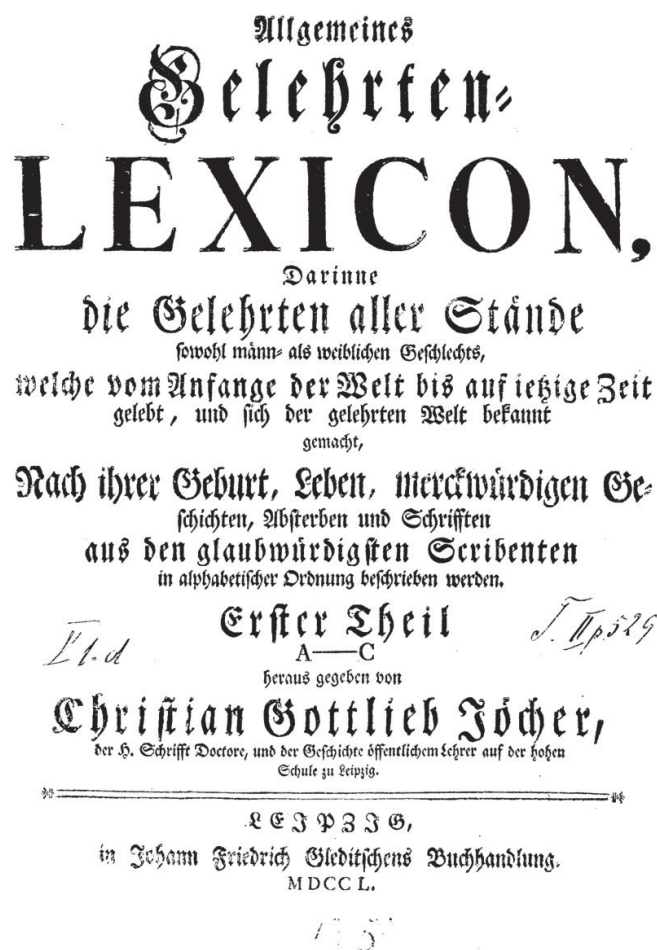 Allgemeines
Gelehrten-
LEXICON,
Darinne
die Gelehrten aller Stände
sowohl männ- als weiblichen Geschlechts,
welche vom Anfange der Welt bis auf ietzige Zeit
gelebt, und sich der gelehrten Welt bekannt
gemacht,
Nach ihrer Geburt, Leben, merckwürdigen Ge-
schichten, Absterben und Schrifften
aus den glaubwürdigsten Scribenten
in alphabetischer Ordnung beschrieben werden.
Erster Theil
A——C
heraus gegeben von
Christian Gottlieb Jöcher,
der H. Schrifft Doctore, und der Geschichte öffentlichem Lehrer auf der hohen
Schule zu Leipzig.
LEIPZIG,
in Johann Friedrich Gleditschens Buchhandlung.
MDCCL.